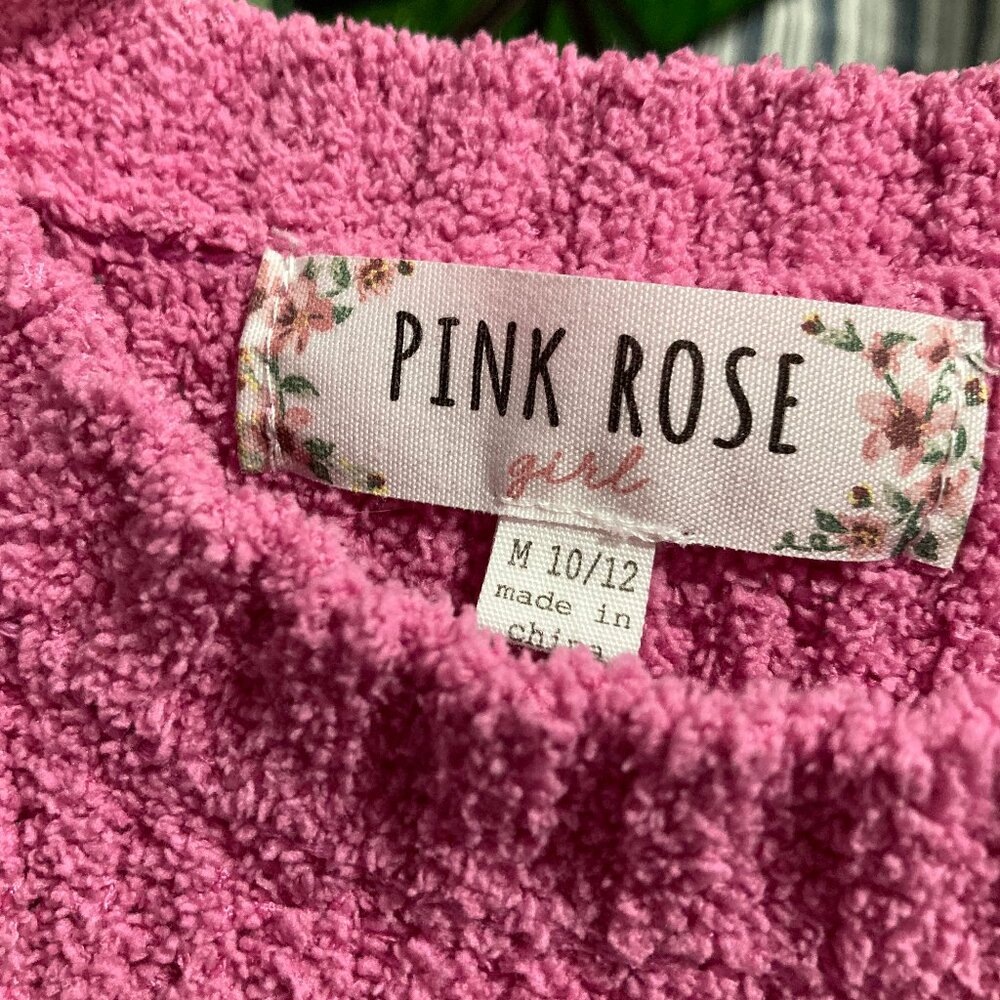 PINK ROSE
girl
M 10/12
made in
china